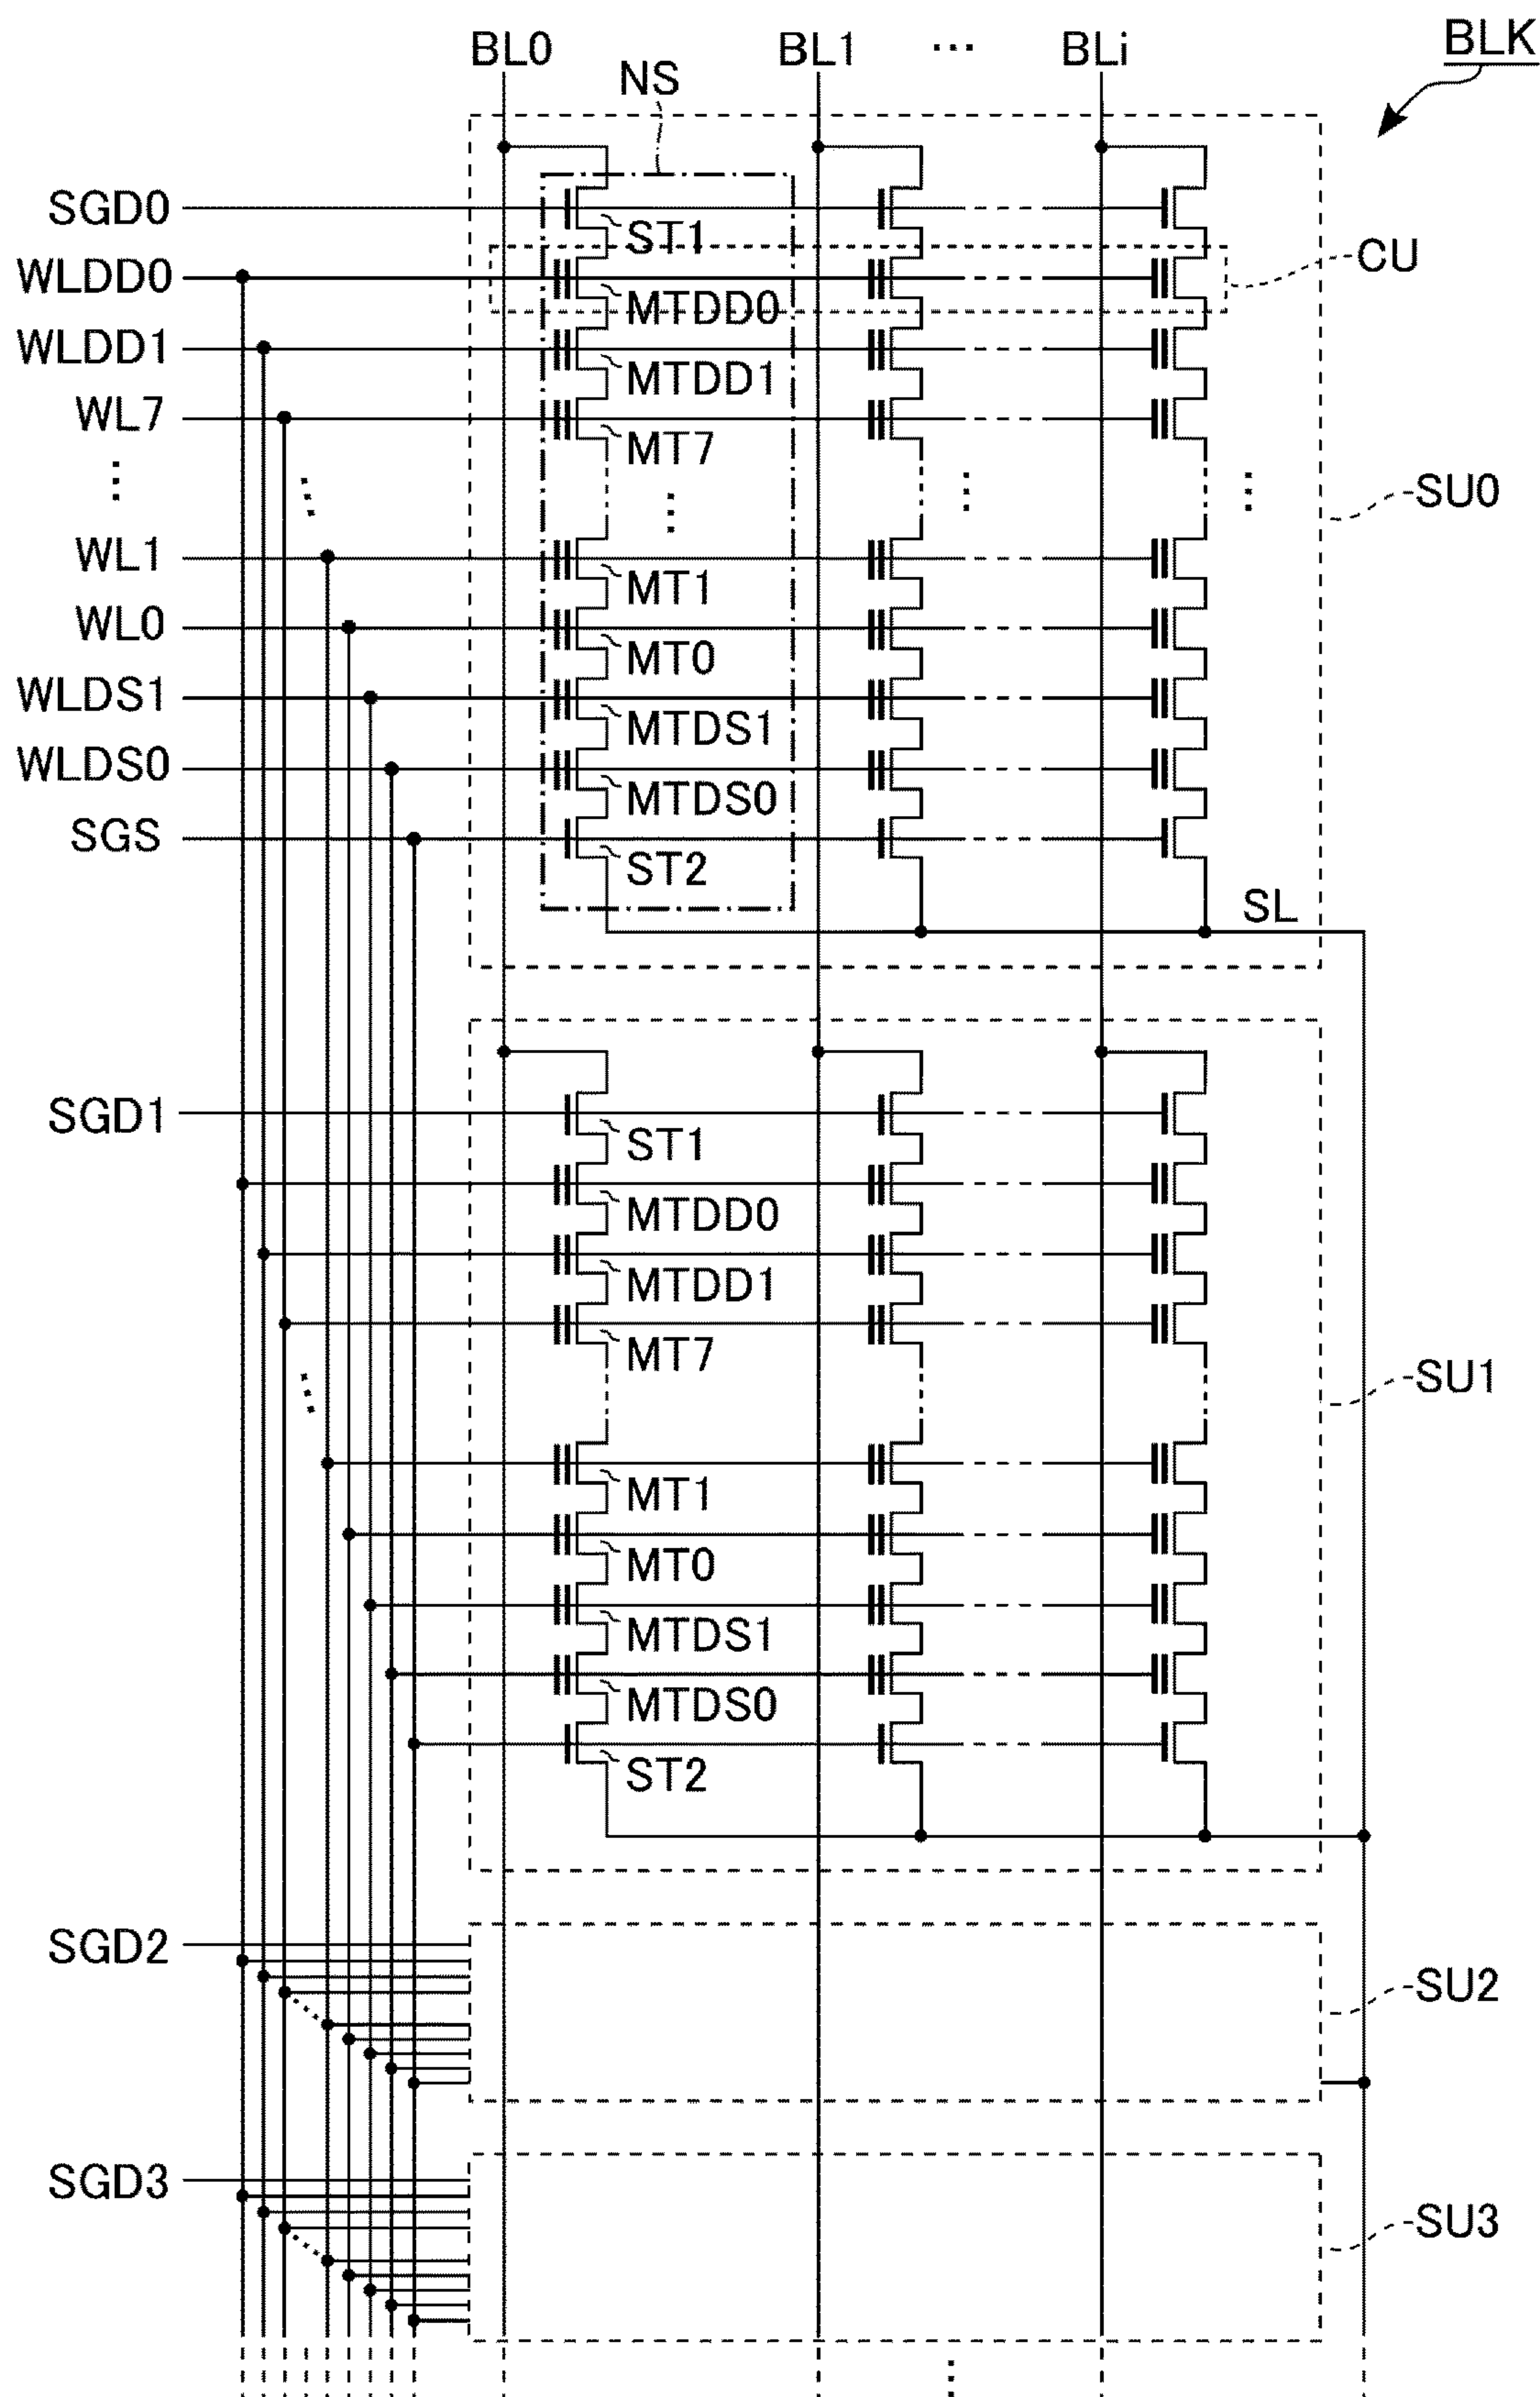 BL0 BL1 ... BLi BLK
NS
SGD0
ST1
WLDD0 CU
MTDD0
WLDD1
MTDD1
WL7
MT7
SU0
WL1
MT1
WL0
MT0
WLDS1
MTDS1
WLDS0
MTDS0
SGS
ST2
SL
SGD1
ST1
MTDD0
MTDD1
MT7
SU1
MT1
MT0
MTDS1
MTDS0
ST2
SGD2
SU2
SGD3
SU3